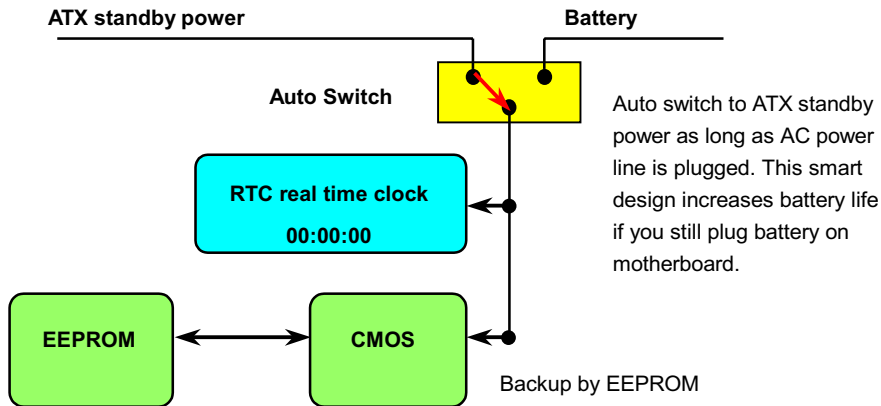 ATX standby power
Battery
Auto Switch
Auto switch to ATX standby
power as long as AC power
line is plugged. This smart
design increases battery life
if you still plug battery on
motherboard.
RTC real time clock
00:00:00
EEPROM
CMOS
Backup by EEPROM